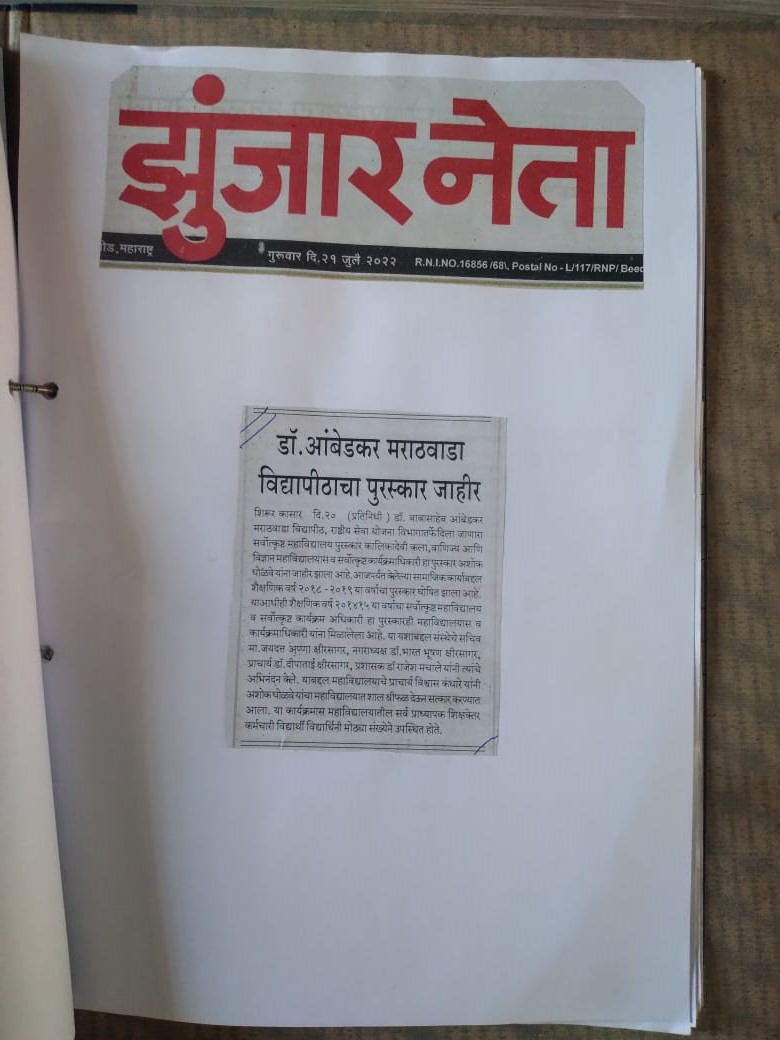 झुंजार नेता
ीड,महाराष्ट्र
गुरूवार दि.२१ जुलै २०२२
R.N.I.NO.16856 /68\, Postal No - L/117/RNP/ Beed
डॉ.आंबेडकर मराठवाडा
विद्यापीठाचा पुरस्कार जाहीर
शिरूर कासार दि.२० (प्रतिनिधी ) डॉ. बाबासाहेब आंबेडकर
मराठवाडा विद्यापीठ, राष्ट्रीय सेवा योजना विभागातर्फे दिला जाणारा
सर्वोत्कृष्ट महाविद्यालय पुरस्कार कालिकादेवी कला,वाणिज्य आणि
विज्ञान महाविद्यालयास व सर्वोत्कृष्ट कार्यक्रमाधिकारी हा पुरस्कार अशोक
घोळवे यांना जाहीर झाला आहे.आजपर्यंत केलेल्या सामाजिक कार्याबद्दल
शैक्षणिक वर्ष २०१८ -२०१९ या वर्षाचा पुरस्कार घोषित झाला आहे.
याआधीही शैक्षणिक वर्ष २०१४१५ या वर्षाचा सर्वोत्कृष्ट महाविद्यालय
व सर्वोत्कृष्ट कार्यक्रम अधिकारी हा पुरस्कारही महाविद्यालयास व
कार्यक्रमाधिकारी यांना मिळालेला आहे. या यशाबद्दल संस्थेचे सचिव
मा.जयदत्त अण्णा क्षीरसागर, नगराध्यक्ष डॉ.भारत भूषण क्षीरसागर,
प्राचार्य डॉ.दीपाताई क्षीरसागर, प्रशासक डॉ राजेश मचाले यांनी त्यांचे
अभिनंदन केले. याबद्दल महाविद्यालयाचे प्राचार्य विश्वास कंधारे यांनी
अशोक घोळवे यांचा महाविद्यालयात शाल श्रीफळ देऊन सत्कार करण्यात
आला. या कार्यक्रमास महाविद्यालयातील सर्व प्राध्यापक शिक्षकेतर
कर्मचारी विद्यार्थी विद्यार्थिनी मोठ्या संख्येने उपस्थित होते.